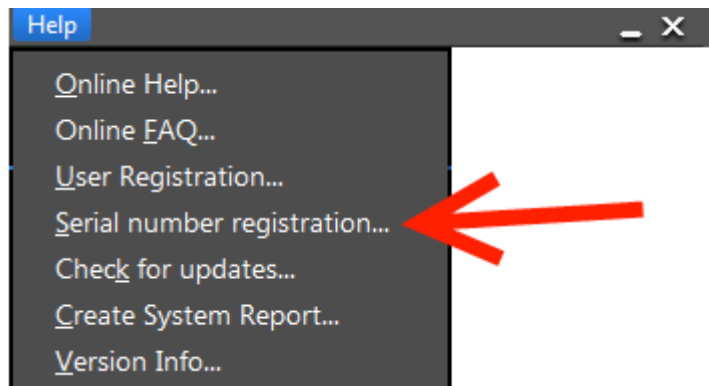 Help
Online Help...
Online FAQ...
User Registration...
Serial number registration...
Check for updates...
Create System Report...
Version Info...